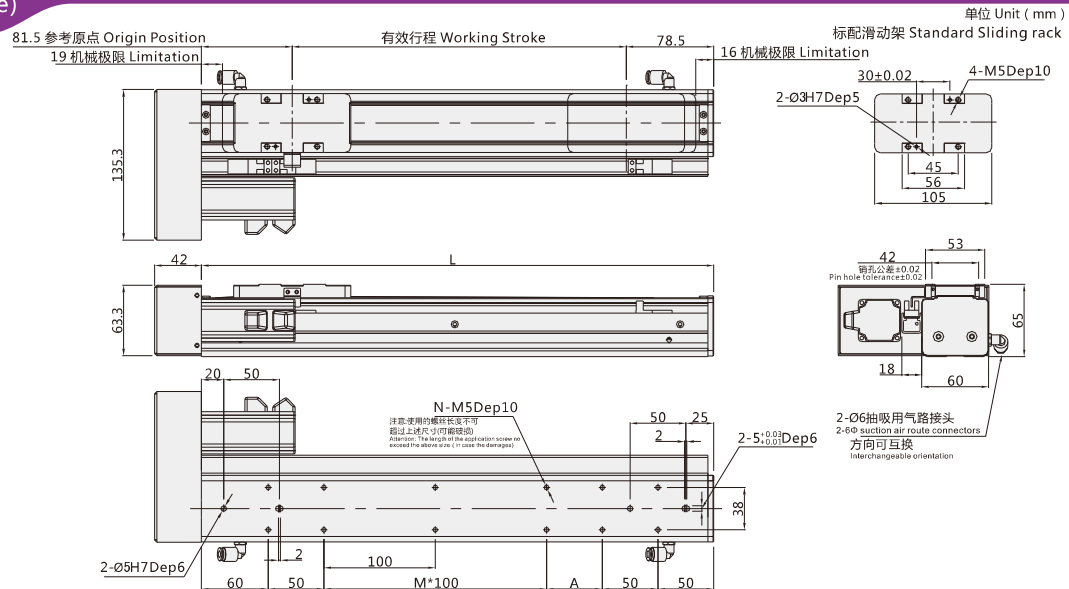 e)
单位 Unit ( mm )
81.5 参考原点 Origin Position
有效行程 Working Stroke
78.5
标配滑动架 Standard Sliding rack
19 机械极限 Limitation
16 机械极限 Limitation
30±0.02
4-M5Dep10
2-Ø3H7Dep5
135.3
45
56
105
42
L
53
42
销孔公差±0.02
Pin hole tolerance±0.02
63.3
65
18
60
20
50
N-M5Dep10
注意:使用的螺丝长度不可
超过上述尺寸(可能破损)
Attention: The length of the application screw no
exceed the above size ( in case the damages)
50
25
2
2-5+0.03+0.01Dep6
2-Ø6抽吸用气路接头
2-6Φ suction air route connectors
方向可互换
Interchangeable orientation
38
2-Ø5H7Dep6
2
100
60
50
M*100
A
50
50